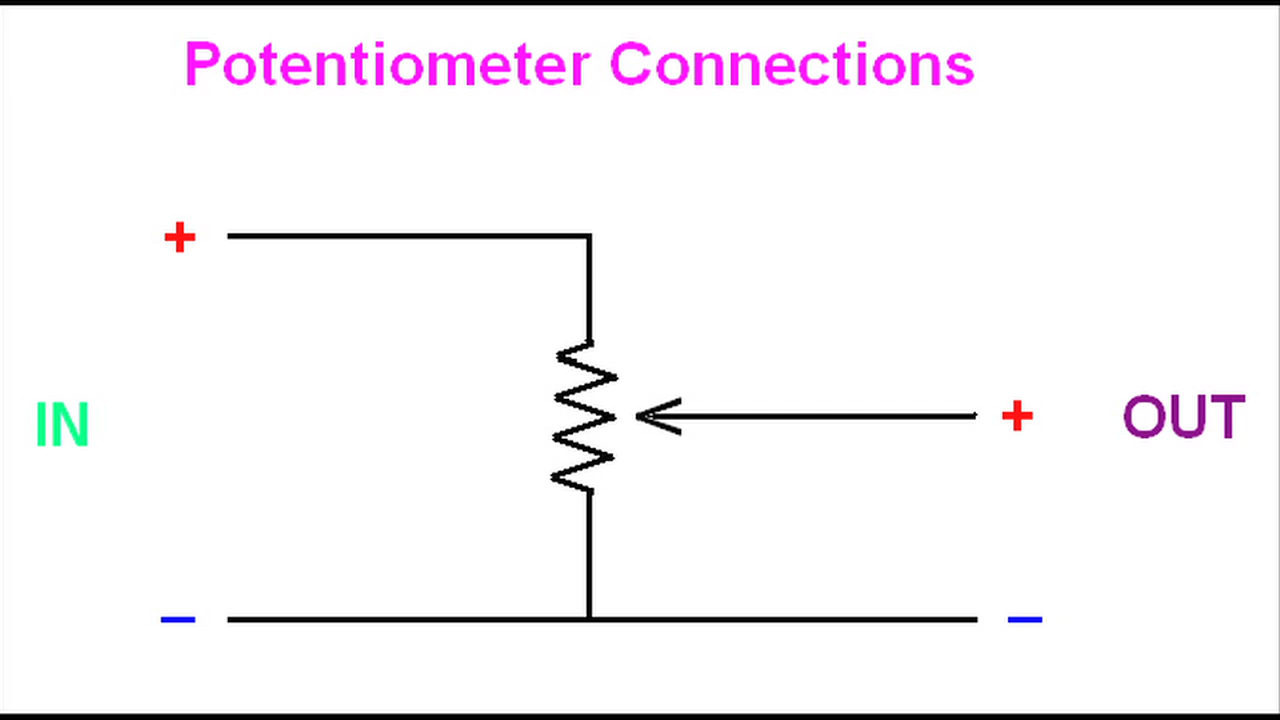 Potentiometer Connections
+
IN
+
OUT
–
–